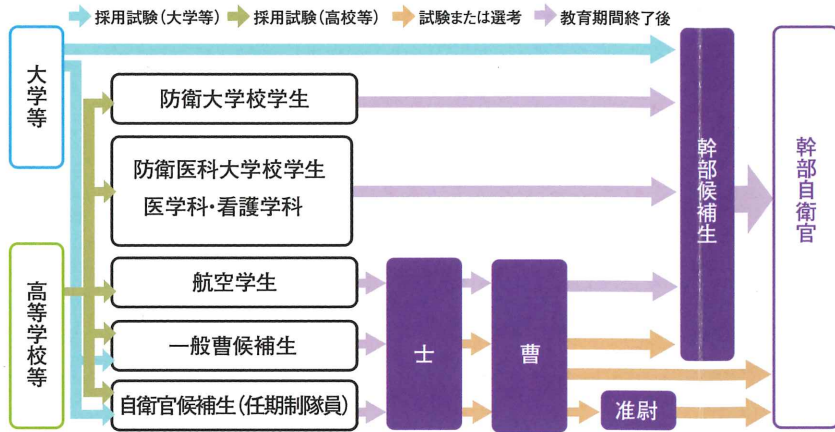 採用試験(大学等) 採用試験(高校等) 試験または選考 教育期間終了後
大学等
防衛大学校学生
防衛医科大学校学生
医学科・看護学科
高等学校等
航空学生
一般曹候補生
自衛官候補生(任期制隊員)
士
曹
准尉
幹部候補生
幹部自衛官